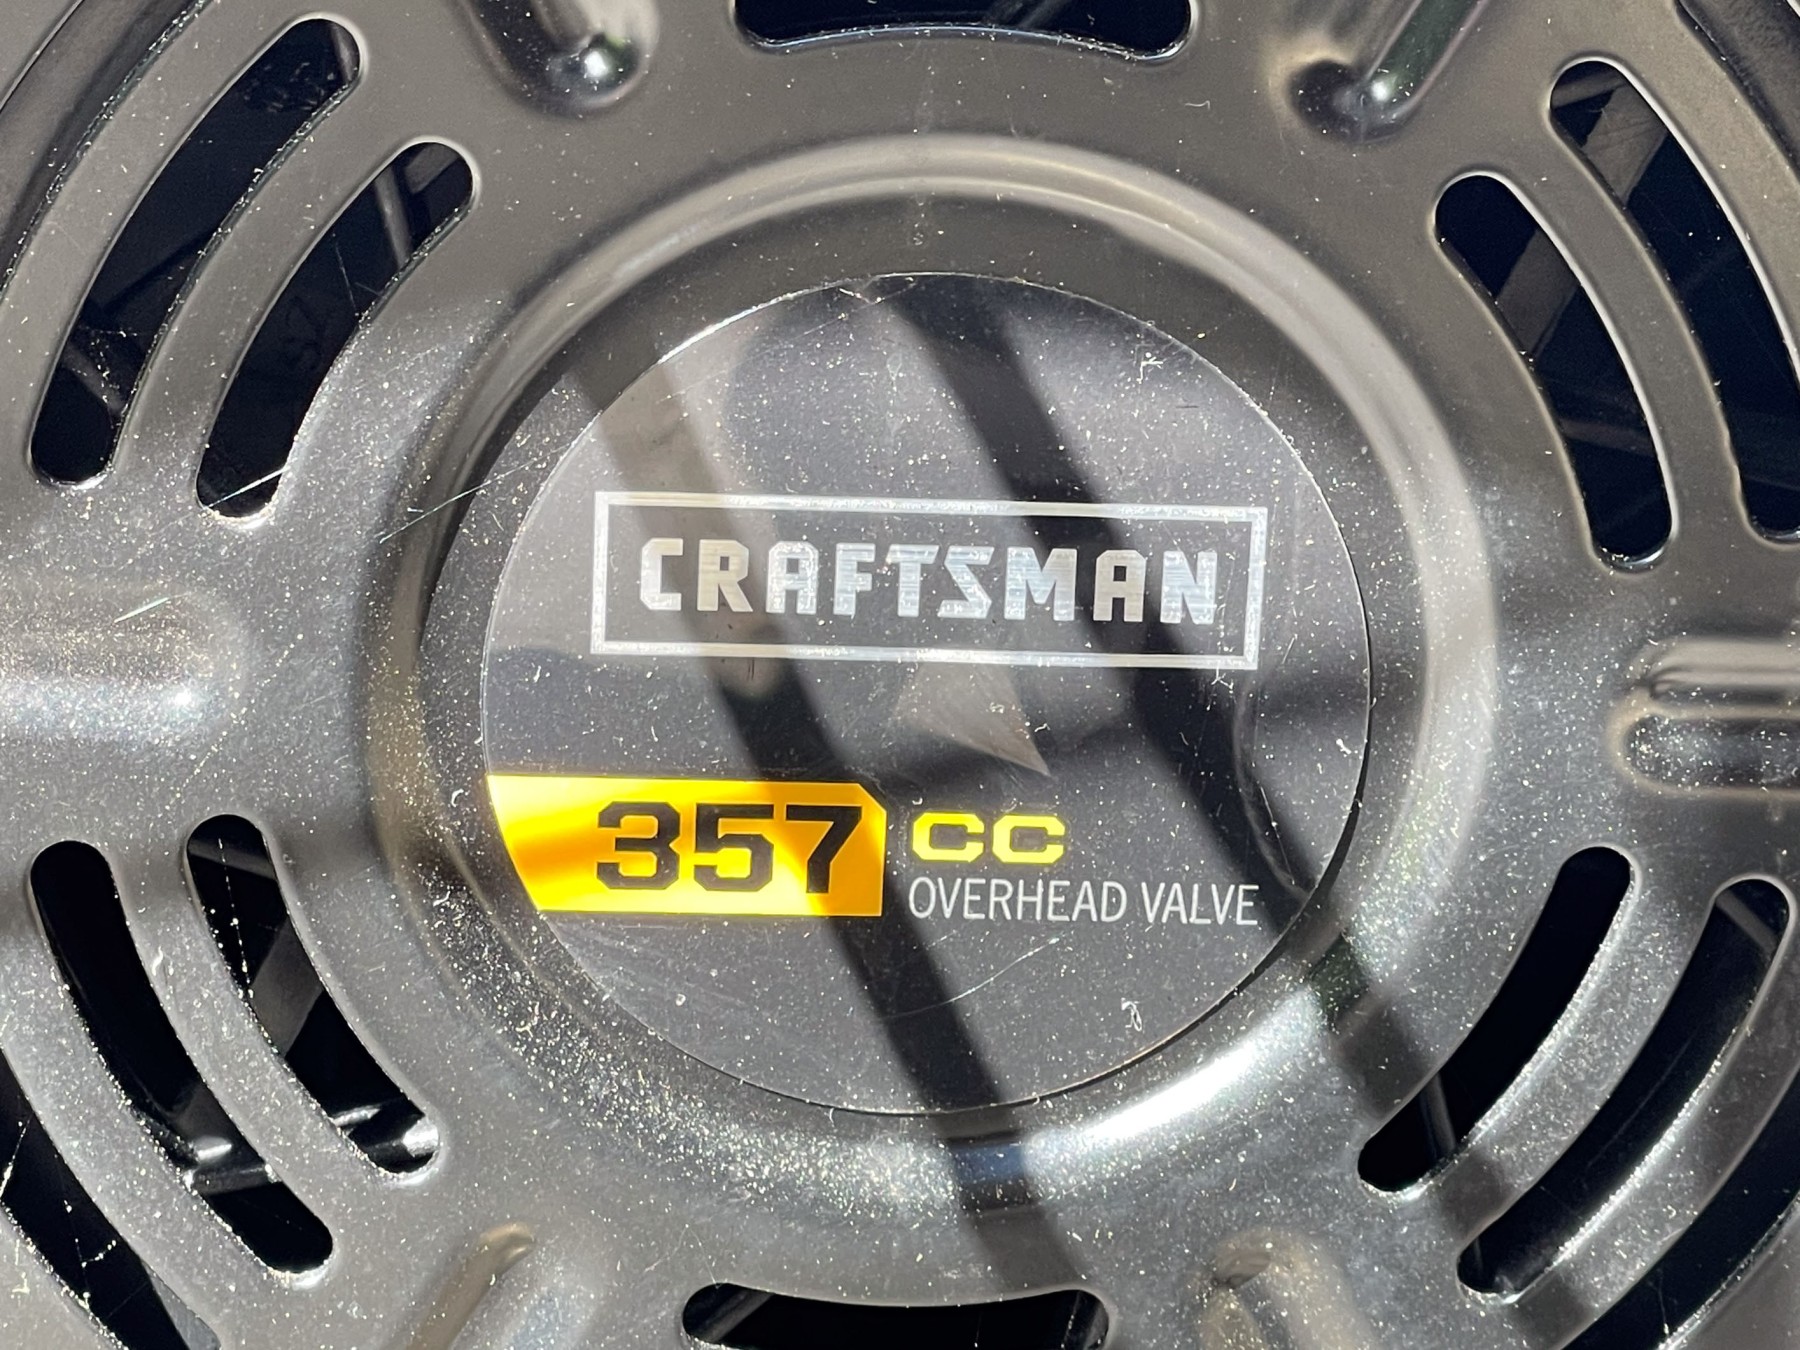 CRAFTSMAN
357 CC
OVERHEAD VALVE